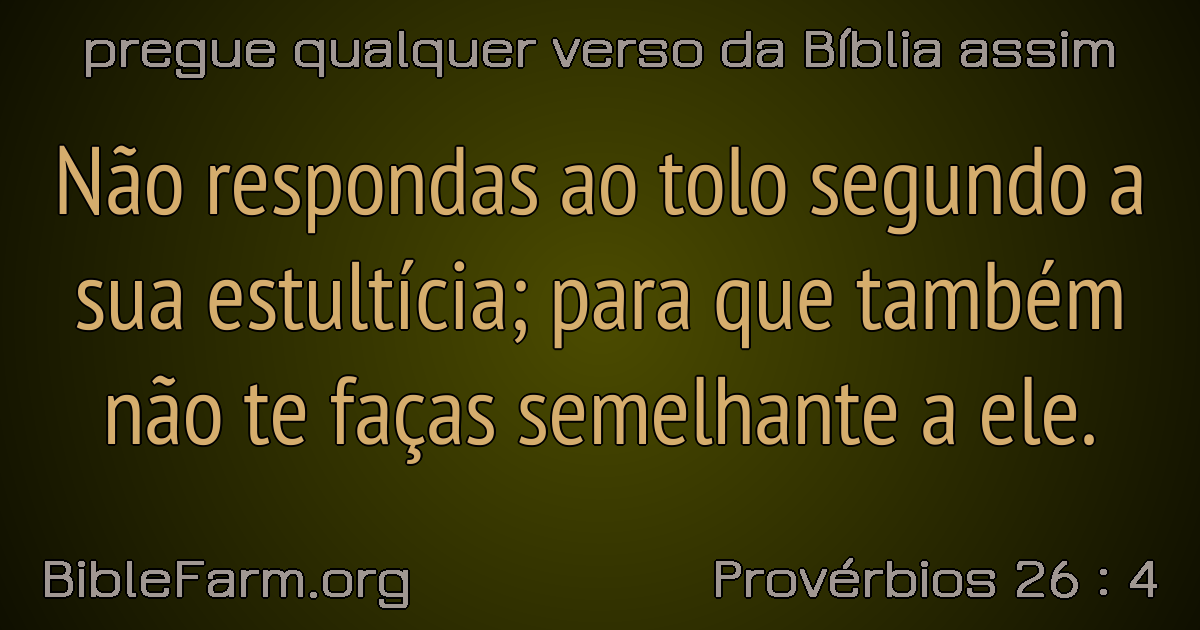 pregue qualquer verso da Bíblia assim
Não respondas ao tolo segundo a
sua estultícia; para que também
não te faças semelhante a ele.
BibleFarm.org
Provérbios 26 : 4